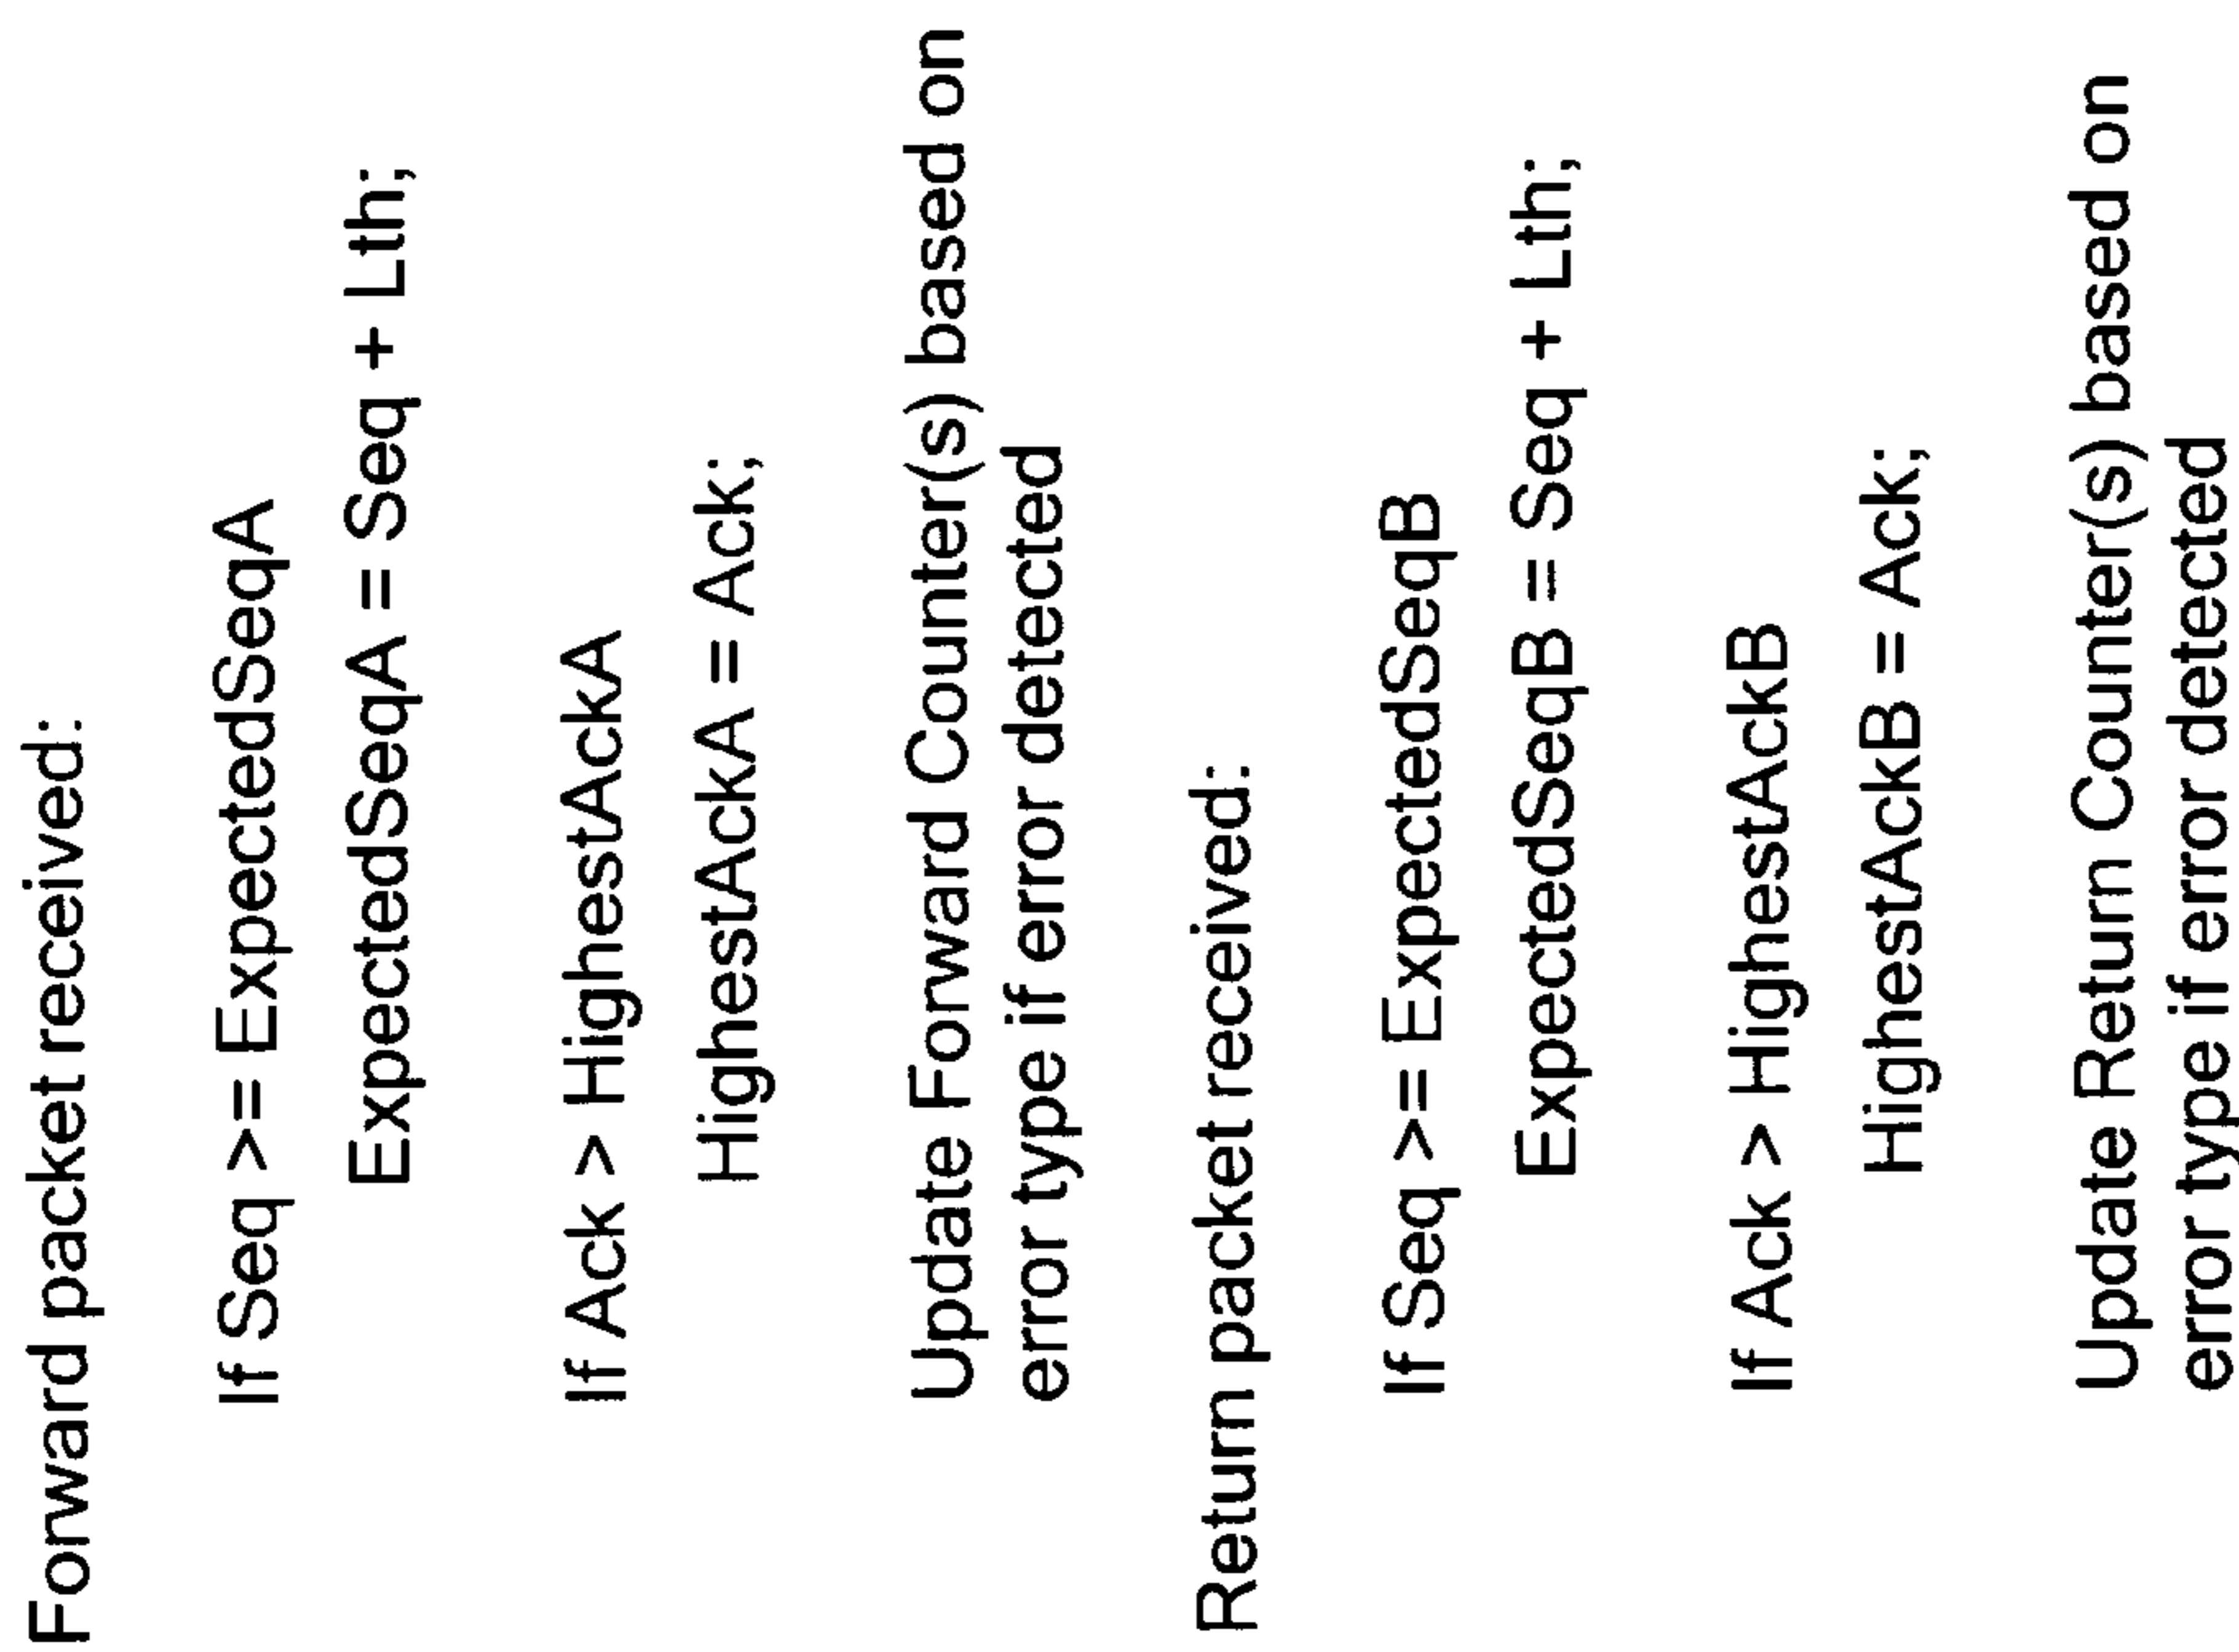 Forward packet received:
If Seq >= ExpectedSeqA
ExpectedSeqA = Seq + Lth;
If Ack > HighestAckA
HighestAckA = Ack;
Update Forward Counter(s) based on
error type if error detected
Return packet received:
If Seq >= ExpectedSeqB
ExpectedSeqB = Seq + Lth;
If Ack > HighestAckB
HighestAckB = Ack;
Update Return Counter(s) based on
error type if error detected